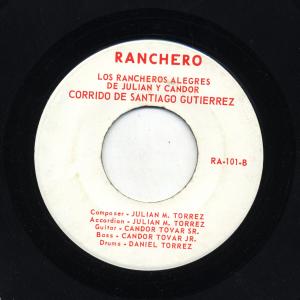 RANCHERO
LOS RANCHEROS ALEGRES
DE JULIAN Y CANDOR
CORRIDO DE SANTIAGO GUTIERREZ
RA-101-B
Composer - JULIAN M. TORREZ
Accordion - JULIAN M. TORREZ
Guitar - CANDOR TOVAR SR.
Bass - CANDOR TOVAR JR.
Drums - DANIEL TORREZ